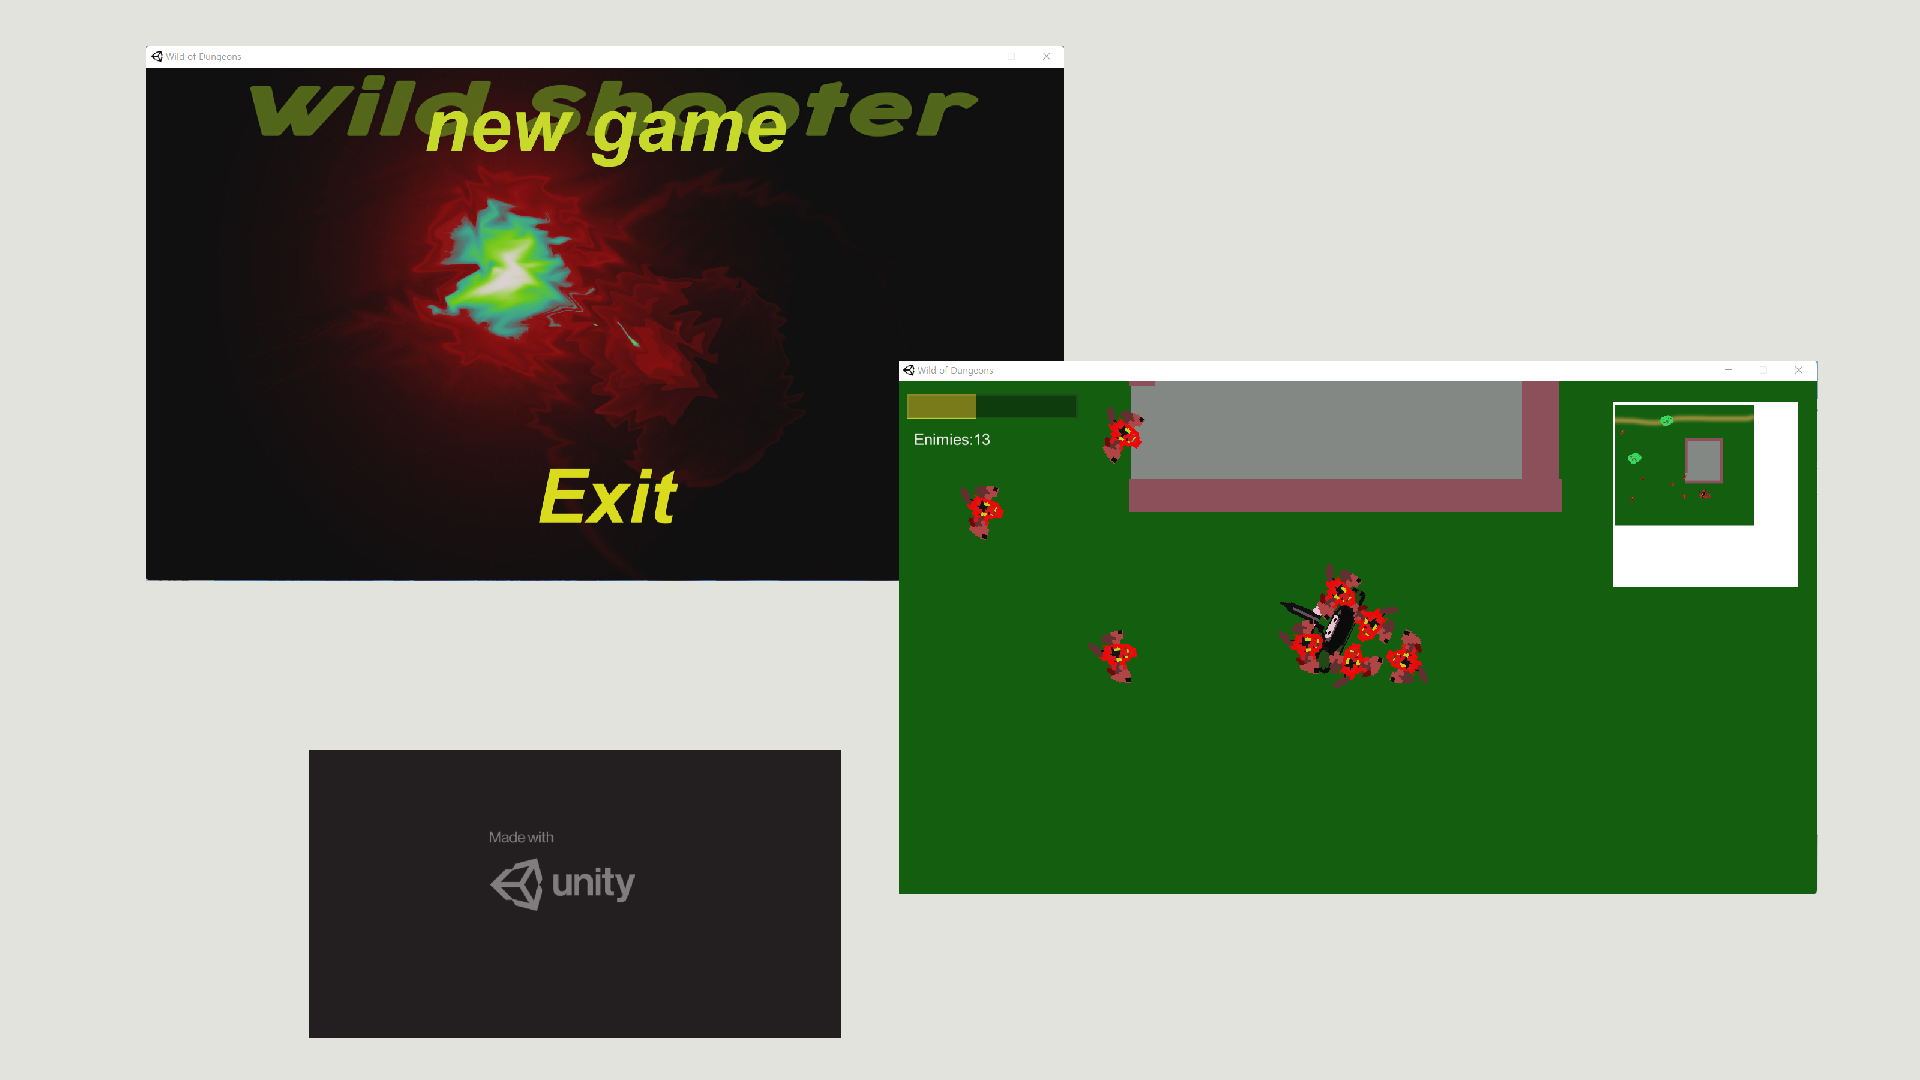 Wild of Dungeons
Wild Shooter
new game
Exit
Wild of Dungeons
Enimies:13
Made with
unity